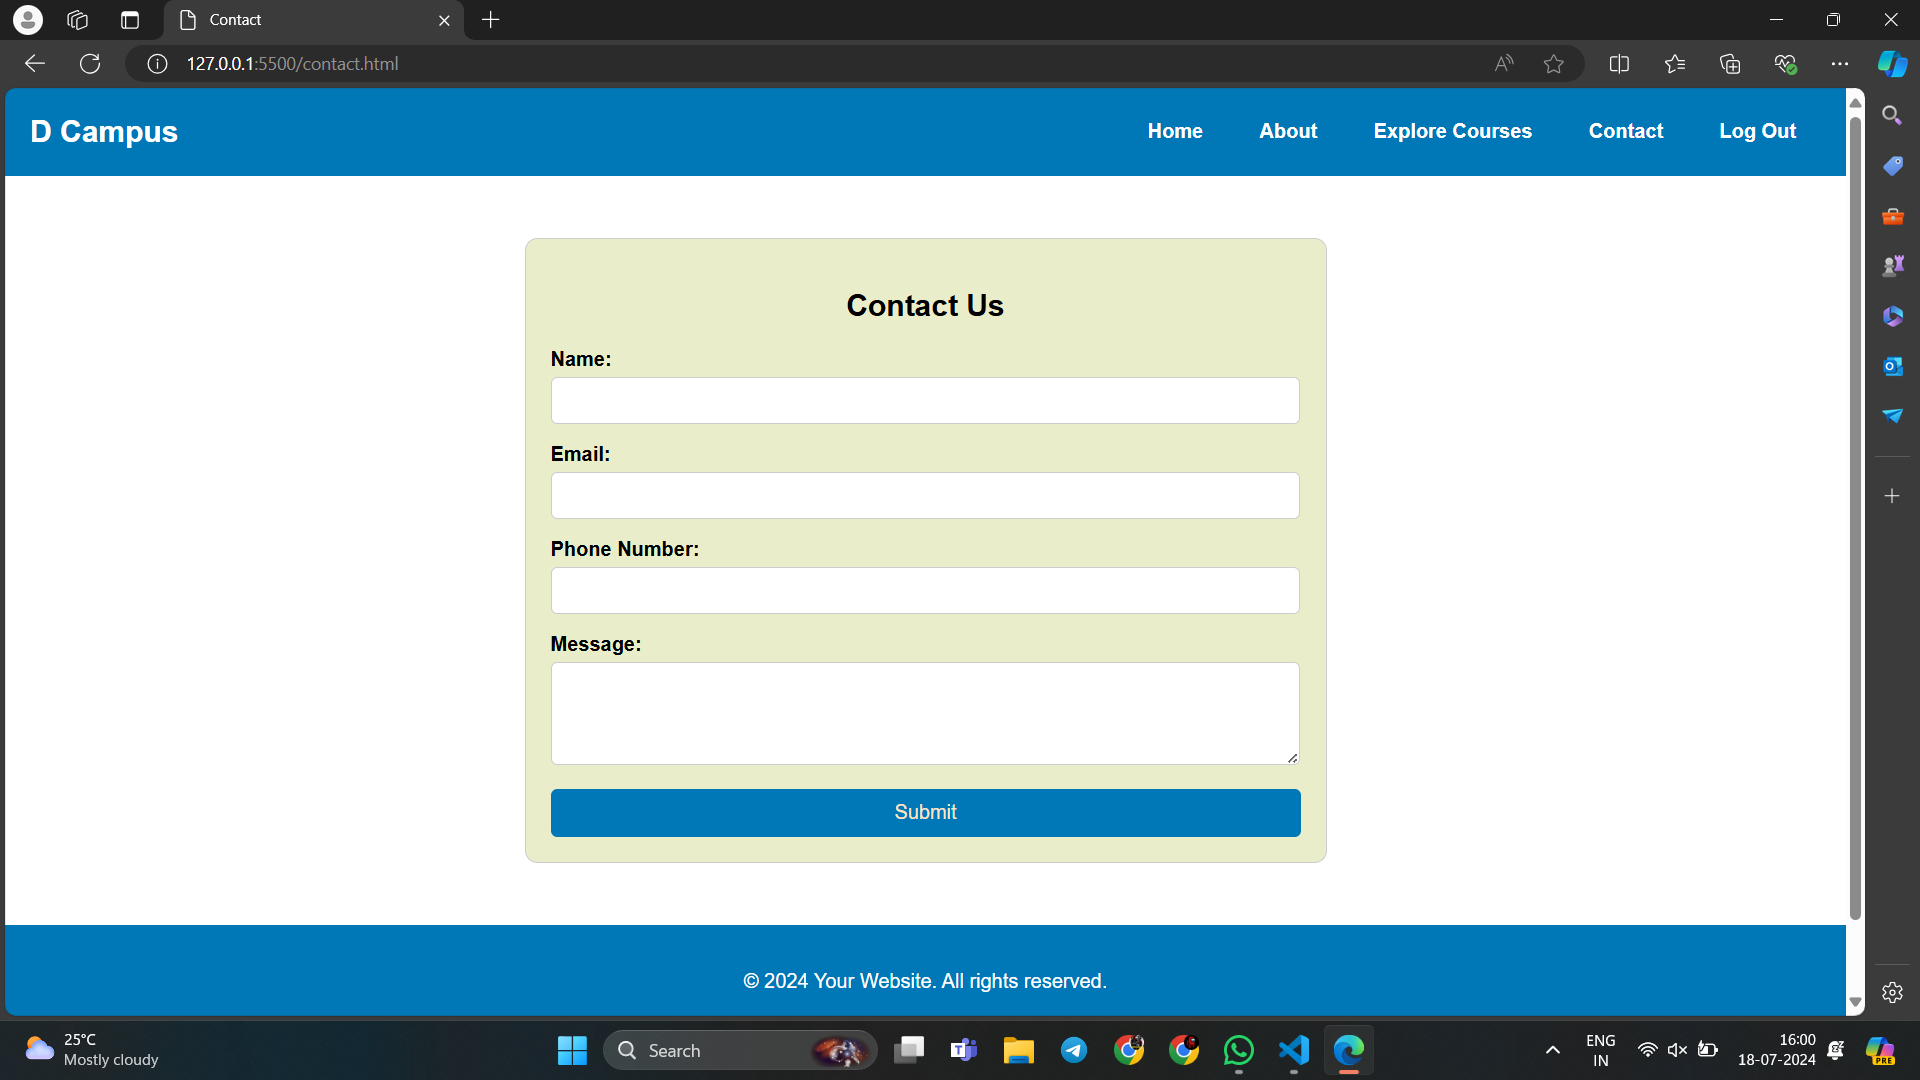 Contact
127.0.0.1:5500/contact.html
D Campus
Home About Explore Courses Contact Log Out
Contact Us
Name:
Email:
Phone Number:
Message:
Submit
© 2024 Your Website. All rights reserved.
25°C
Mostly cloudy
Search
ENG
IN
16:00
18-07-2024
PRE